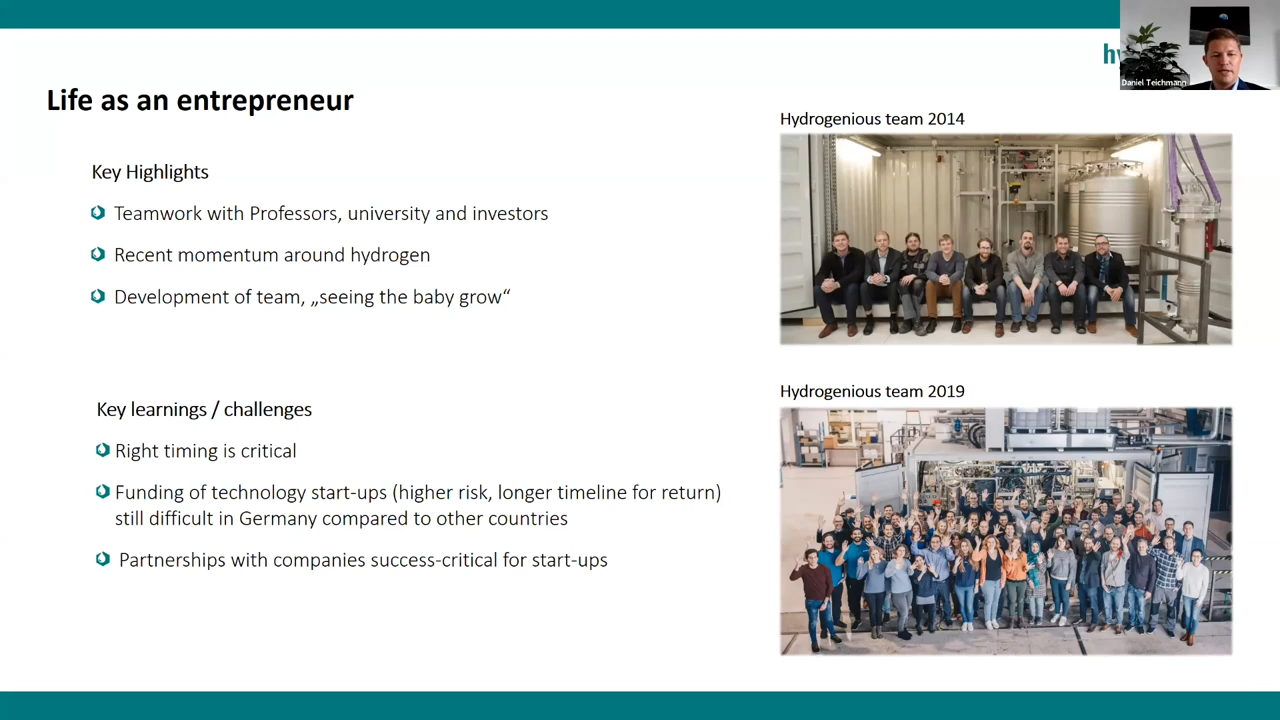 hy
Daniel Teichmann
Life as an entrepreneur
Key Highlights
Teamwork with Professors, university and investors
Recent momentum around hydrogen
Development of team, „seeing the baby grow“
Key learnings / challenges
Right timing is critical
Funding of technology start-ups (higher risk, longer timeline for return)
still difficult in Germany compared to other countries
Partnerships with companies success-critical for start-ups
Hydrogenious team 2014
Hydrogenious team 2019